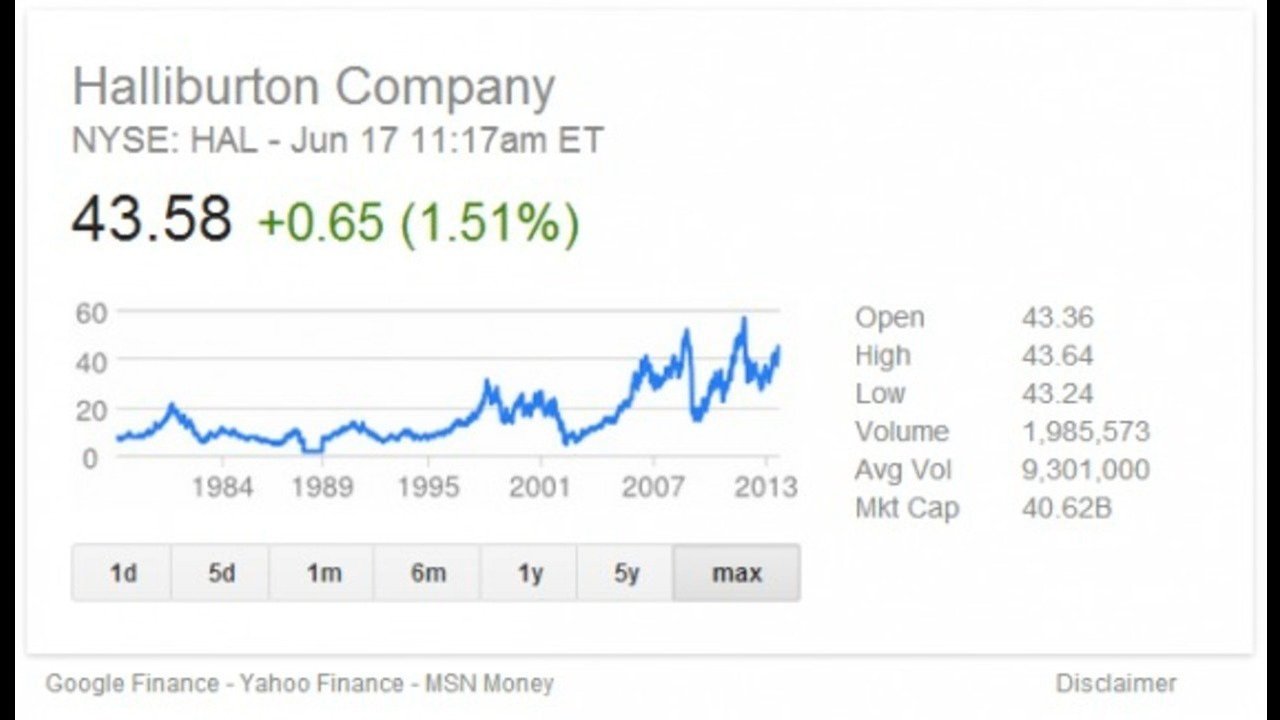 Halliburton Company
NYSE: HAL - Jun 17 11:17am ET
43.58 +0.65 (1.51%)
60
40
20
0
1984 1989 1995 2001 2007 2013
Open 43.36
High 43.64
Low 43.24
Volume 1,985,573
Avg Vol 9,301,000
Mkt Cap 40.62B
1d 5d 1m 6m 1y 5y max
Google Finance - Yahoo Finance - MSN Money Disclaimer